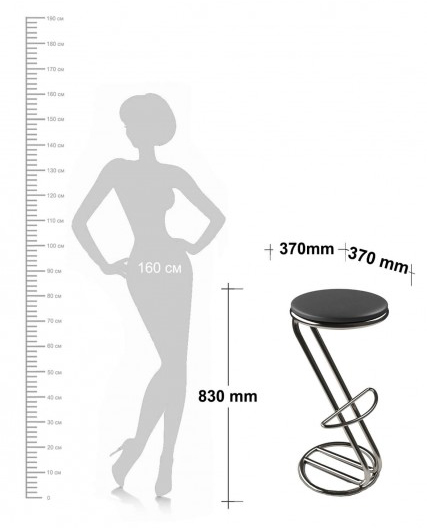 190 СМ
180 СМ
170 СМ
160 СМ
150 СМ
140 СМ
130 СМ
120 СМ
110 СМ
100 СМ
90 СМ
80 СМ
70 СМ
60 СМ
50 СМ
40 СМ
30 СМ
20 СМ
10 СМ
0
160 СМ
370mm
370 mm
830 mm